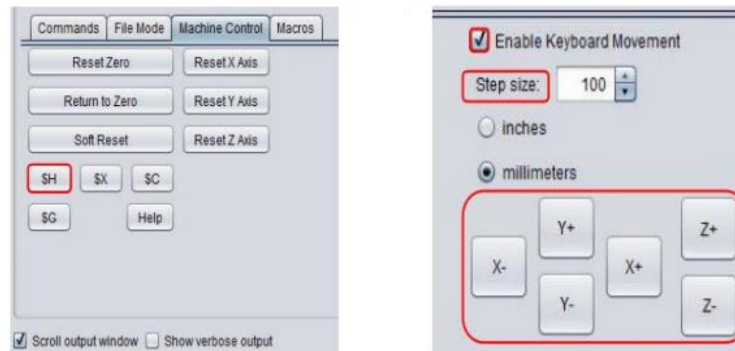 Commands File Mode Machine Control Macros
Reset Zero Reset X Axis
Return to Zero Reset Y Axis
Soft Reset Reset Z Axis
$H $X $C
$G Help
Scroll output window Show verbose output
Enable Keyboard Movement
Step size: 100
inches
millimeters
Y+ Z+
X- X+
Y- Z-